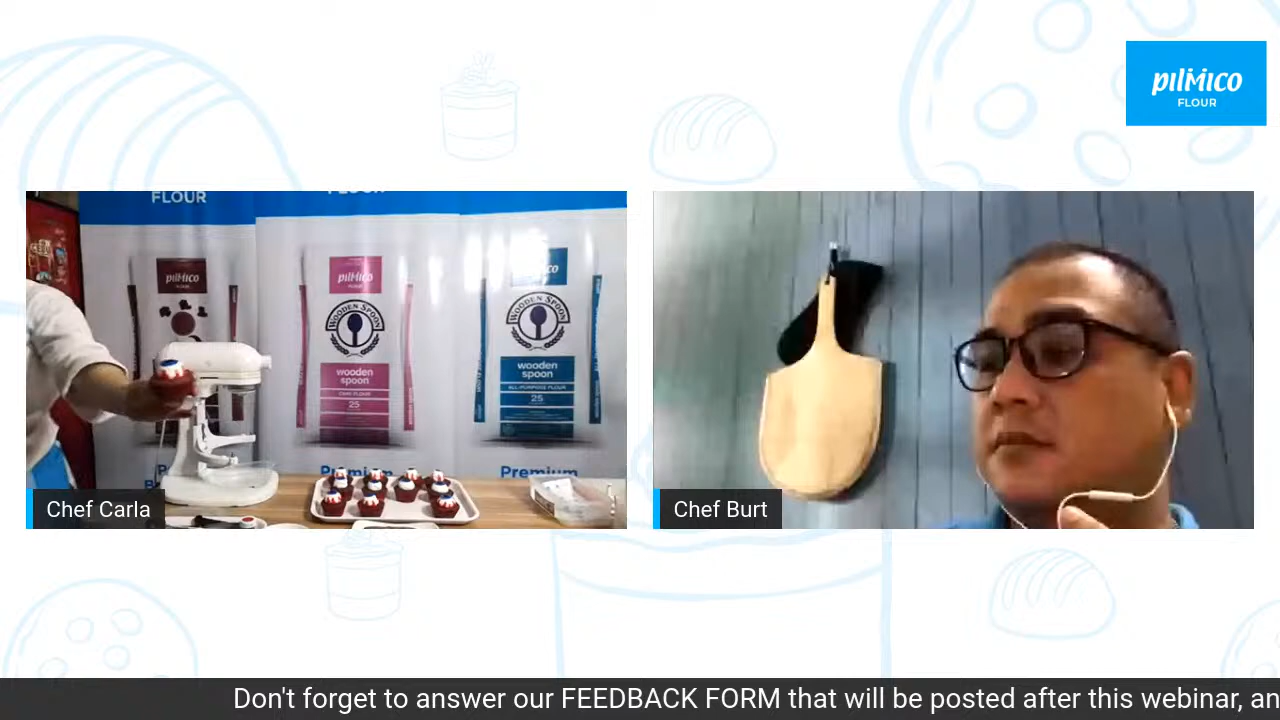 pilmico
FLOUR
FLOUR
pilmico
pilmico
pilmico
WOODEN SPOON
WOODEN SPOON
wooden
spoon
CAKE FLOUR
25
wooden
spoon
ALL-PURPOSE FLOUR
25
Premium
Premium
Chef Carla
Chef Burt
Don't forget to answer our FEEDBACK FORM that will be posted after this webinar, an